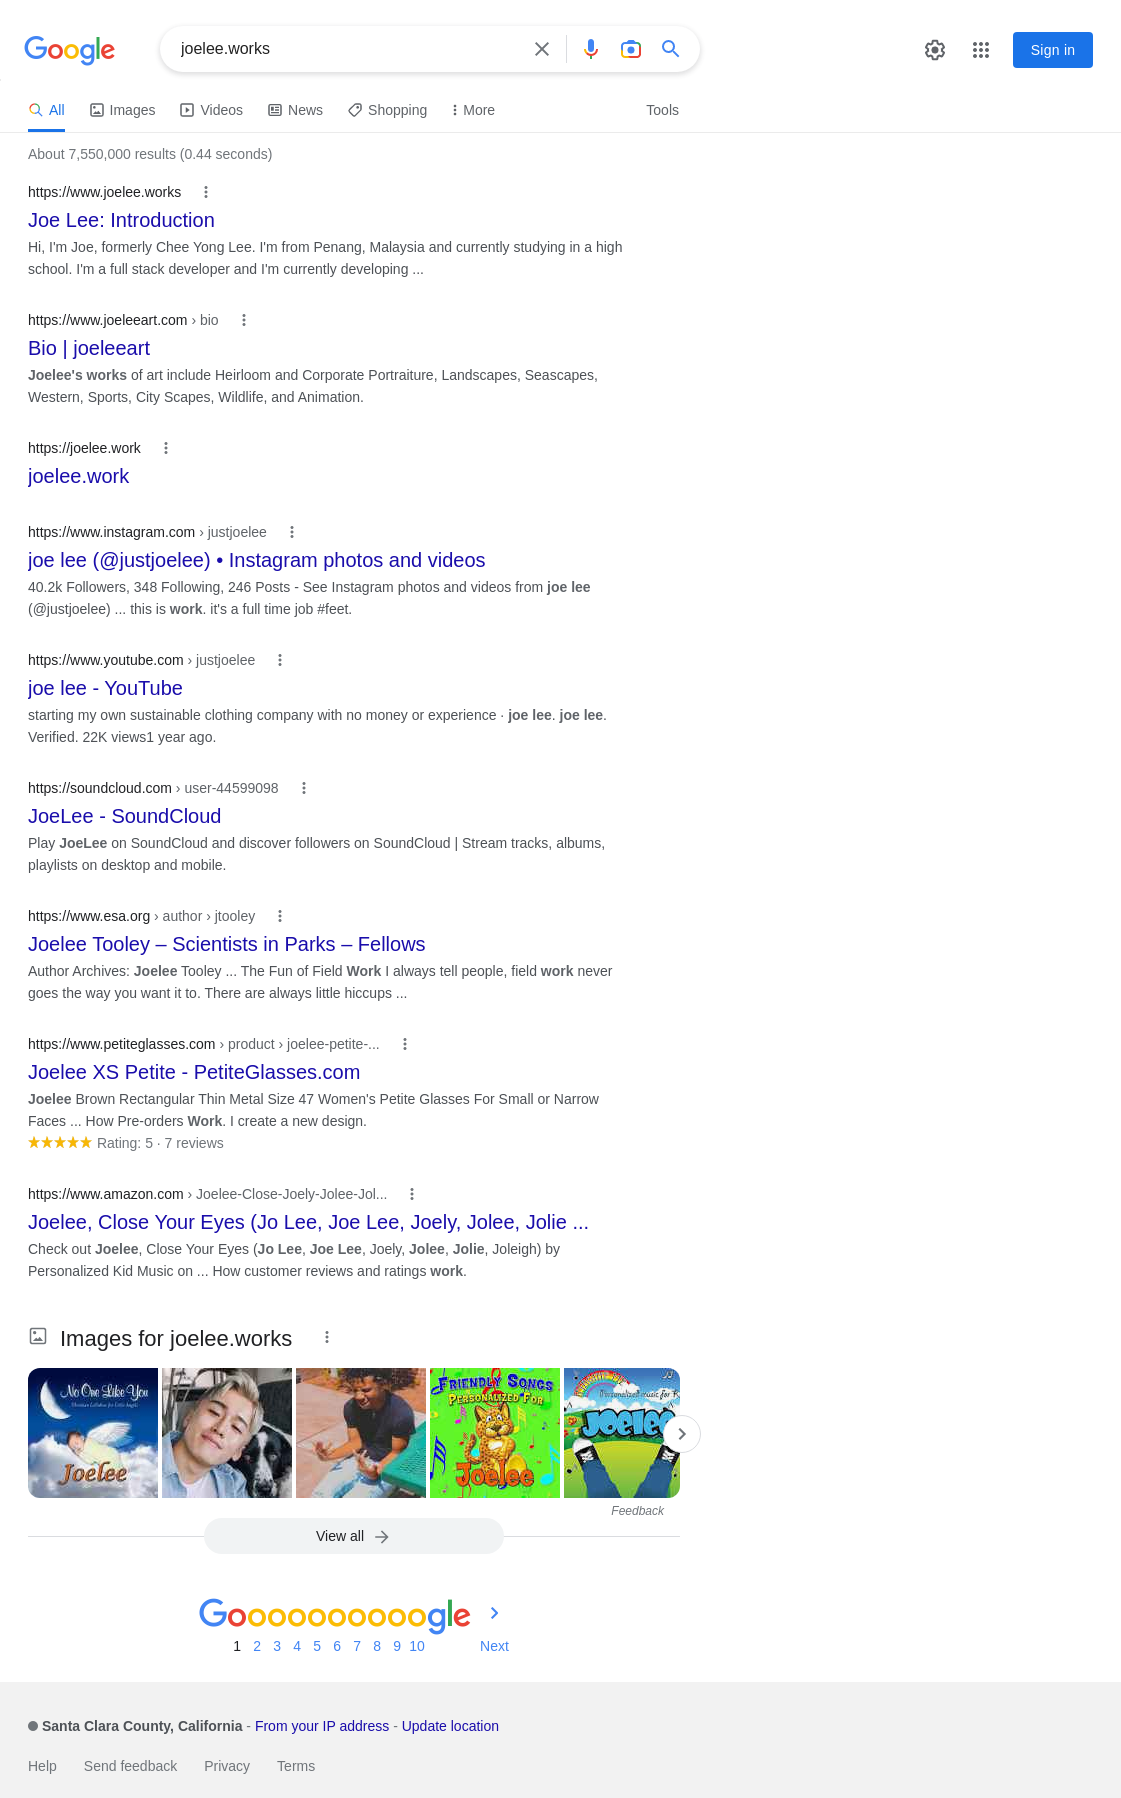 Google
joelee.works
Sign in
All Images Videos News Shopping More Tools
About 7,550,000 results (0.44 seconds)
https://www.joelee.works
Joe Lee: Introduction
Hi, I'm Joe, formerly Chee Yong Lee. I'm from Penang, Malaysia and currently studying in a high
school. I'm a full stack developer and I'm currently developing ...
https://www.joeleeart.com › bio
Bio | joeleeart
Joelee's works of art include Heirloom and Corporate Portraiture, Landscapes, Seascapes,
Western, Sports, City Scapes, Wildlife, and Animation.
https://joelee.work
joelee.work
https://www.instagram.com › justjoelee
joe lee (@justjoelee) • Instagram photos and videos
40.2k Followers, 348 Following, 246 Posts - See Instagram photos and videos from joe lee
(@justjoelee) ... this is work. it's a full time job #feet.
https://www.youtube.com › justjoelee
joe lee - YouTube
starting my own sustainable clothing company with no money or experience · joe lee. joe lee.
Verified. 22K views1 year ago.
https://soundcloud.com › user-44599098
JoeLee - SoundCloud
Play JoeLee on SoundCloud and discover followers on SoundCloud | Stream tracks, albums,
playlists on desktop and mobile.
https://www.esa.org › author › jtooley
Joelee Tooley – Scientists in Parks – Fellows
Author Archives: Joelee Tooley ... The Fun of Field Work I always tell people, field work never
goes the way you want it to. There are always little hiccups ...
https://www.petiteglasses.com › product › joelee-petite-...
Joelee XS Petite - PetiteGlasses.com
Joelee Brown Rectangular Thin Metal Size 47 Women's Petite Glasses For Small or Narrow
Faces ... How Pre-orders Work. I create a new design.
Rating: 5 · 7 reviews
https://www.amazon.com › Joelee-Close-Joely-Jolee-Jol...
Joelee, Close Your Eyes (Jo Lee, Joe Lee, Joely, Jolee, Jolie ...
Check out Joelee, Close Your Eyes (Jo Lee, Joe Lee, Joely, Jolee, Jolie, Joleigh) by
Personalized Kid Music on ... How customer reviews and ratings work.
Images for joelee.works
No One Like You
Christian Lullabies for Little Angels
Joelee
FRIENDLY SONGS
PERSONALIZED FOR
JOELEE
Personalized music for K
JOELEE
Feedback
View all
Goooooooooogle
1 2 3 4 5 6 7 8 9 10 Next
Santa Clara County, California - From your IP address - Update location
Help Send feedback Privacy Terms